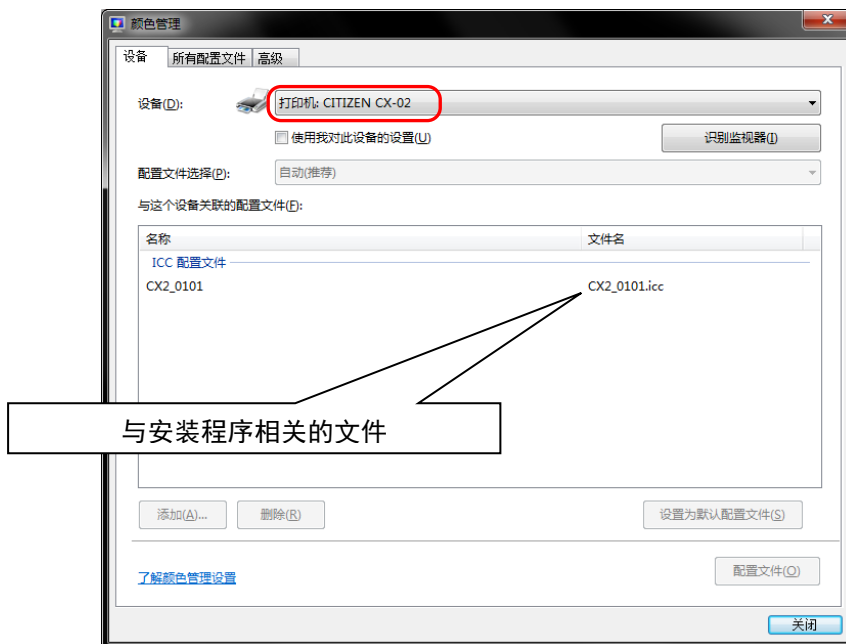 颜色管理
设备 所有配置文件 高级
设备(D): 打印机: CITIZEN CX-02
使用我对此设备的设置(U) 识别监视器(I)
配置文件选择(P): 自动(推荐)
与这个设备关联的配置文件(F):
名称 文件名
ICC 配置文件
CX2_0101 CX2_0101.icc
与安装程序相关的文件
添加(A)... 删除(R) 设置为默认配置文件(S)
了解颜色管理设置 配置文件(O)
关闭